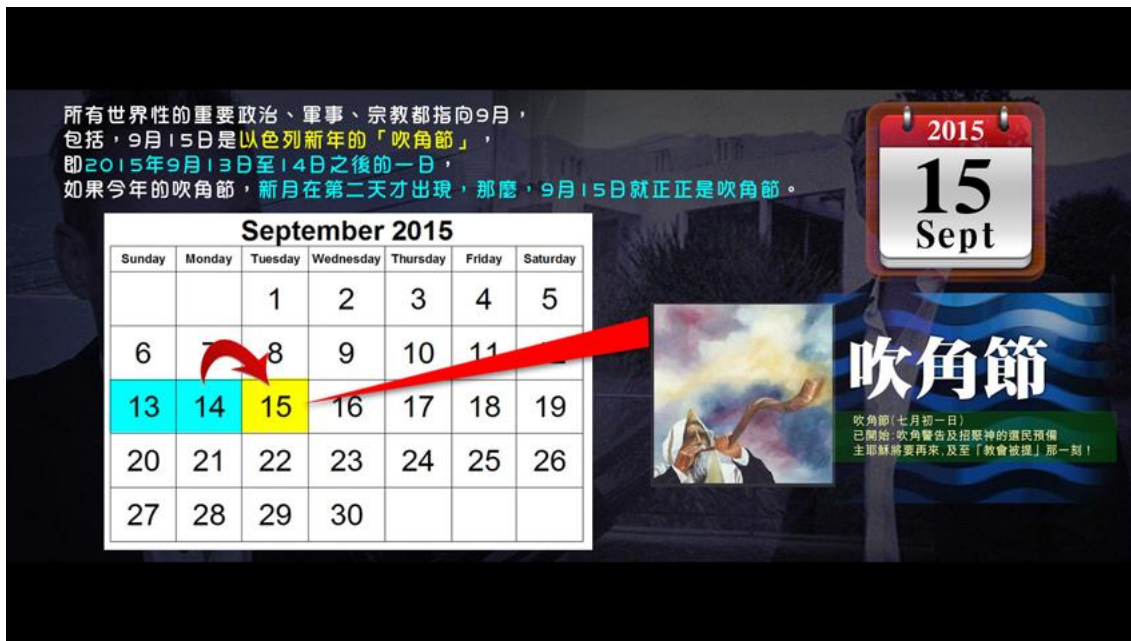 所有世界性的重要政治、軍事、宗教都指向9月，
包括，9月15日是以色列新年的「吹角節」，
即2015年9月13日至14日之後的一日，
如果今年的吹角節，新月在第二天才出現，那麼，9月15日就正正是吹角節。
2015
15
Sept
September 2015
Sunday Monday Tuesday Wednesday Thursday Friday Saturday
1 2 3 4 5
6 8 9 10 11
13 14 15 16 17 18 19
20 21 22 23 24 25 26
27 28 29 30
吹角節
吹角節(七月初一日)
已開始:吹角警告及招聚神的選民預備
主耶穌將要再來,及至「教會被提」那一刻！